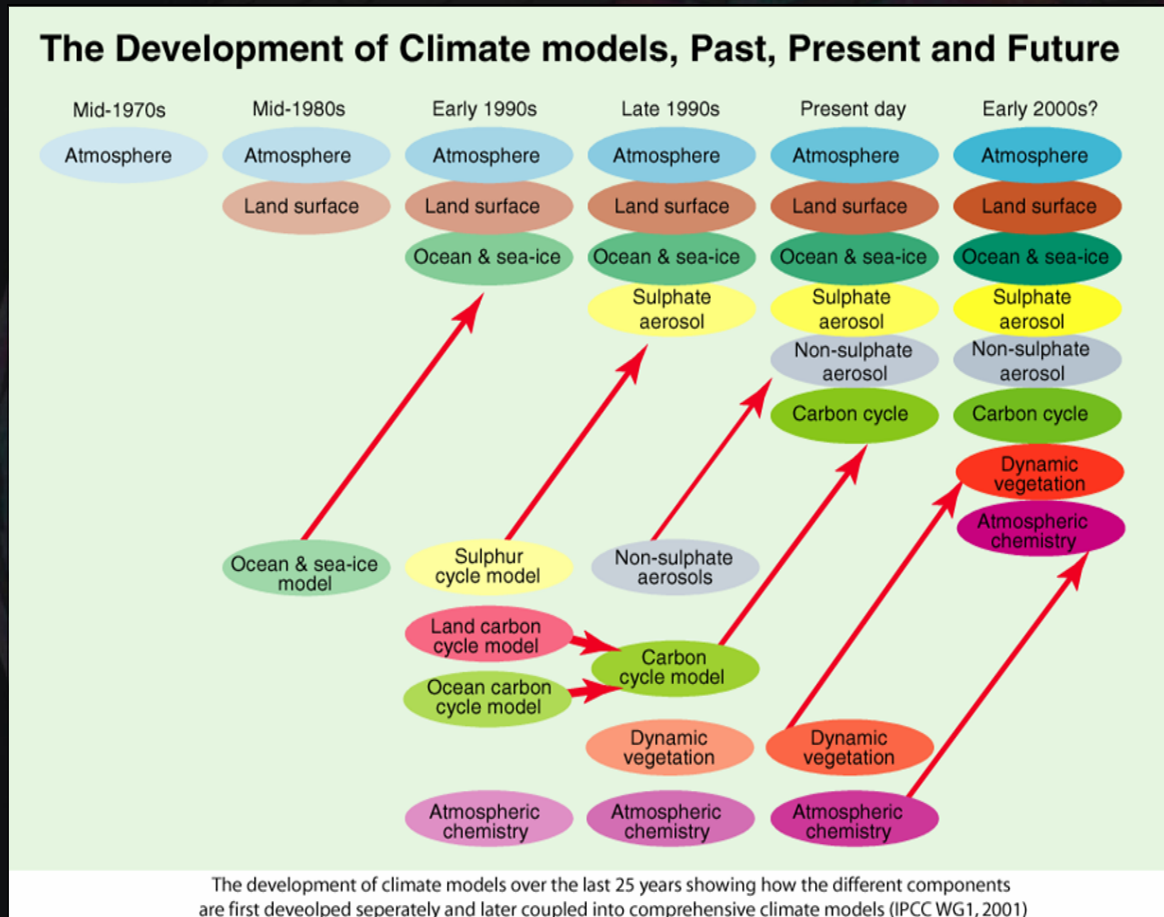 The Development of Climate models, Past, Present and Future
Mid-1970s
Mid-1980s
Early 1990s
Late 1990s
Present day
Early 2000s?
Atmosphere
Atmosphere
Atmosphere
Atmosphere
Atmosphere
Atmosphere
Land surface
Land surface
Land surface
Land surface
Land surface
Ocean & sea-ice
Ocean & sea-ice
Ocean & sea-ice
Ocean & sea-ice
Sulphate
aerosol
Sulphate
aerosol
Sulphate
aerosol
Non-sulphate
aerosol
Non-sulphate
aerosol
Carbon cycle
Carbon cycle
Dynamic
vegetation
Atmospheric
chemistry
Ocean & sea-ice
model
Sulphur
cycle model
Non-sulphate
aerosols
Land carbon
cycle model
Carbon
cycle model
Ocean carbon
cycle model
Dynamic
vegetation
Dynamic
vegetation
Atmospheric
chemistry
Atmospheric
chemistry
Atmospheric
chemistry
The development of climate models over the last 25 years showing how the different components
are first deveolped seperately and later coupled into comprehensive climate models (IPCC WG1, 2001)